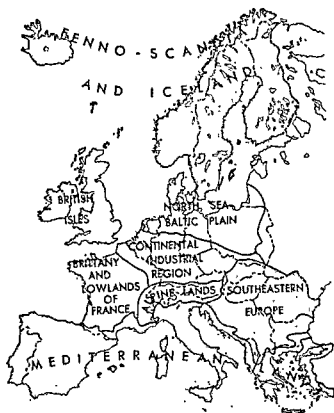 FENNO-SCANDIA
AND ICELAND
BRITISH
ISLES
NORTH SEA
BALTIC PLAIN
CONTINENTAL
INDUSTRIAL
REGION
BRITTANY
AND
LOWLANDS
OF
FRANCE
LANDS
SOUTHEASTERN
EUROPE
MEDITERRANEAN